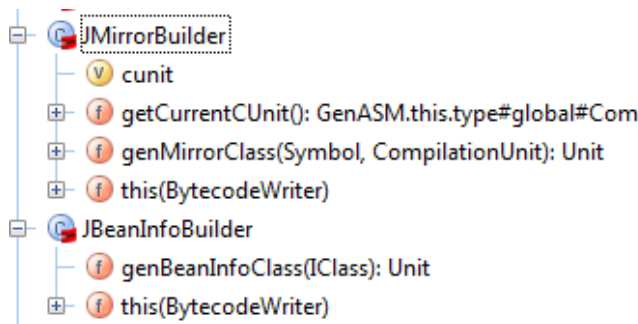 JMirrorBuilder
cunit
getCurrentCUnit(): GenASM.this.type#global#Com
genMirrorClass(Symbol, CompilationUnit): Unit
this(BytecodeWriter)
JBeanInfoBuilder
genBeanInfoClass(IClass): Unit
this(BytecodeWriter)